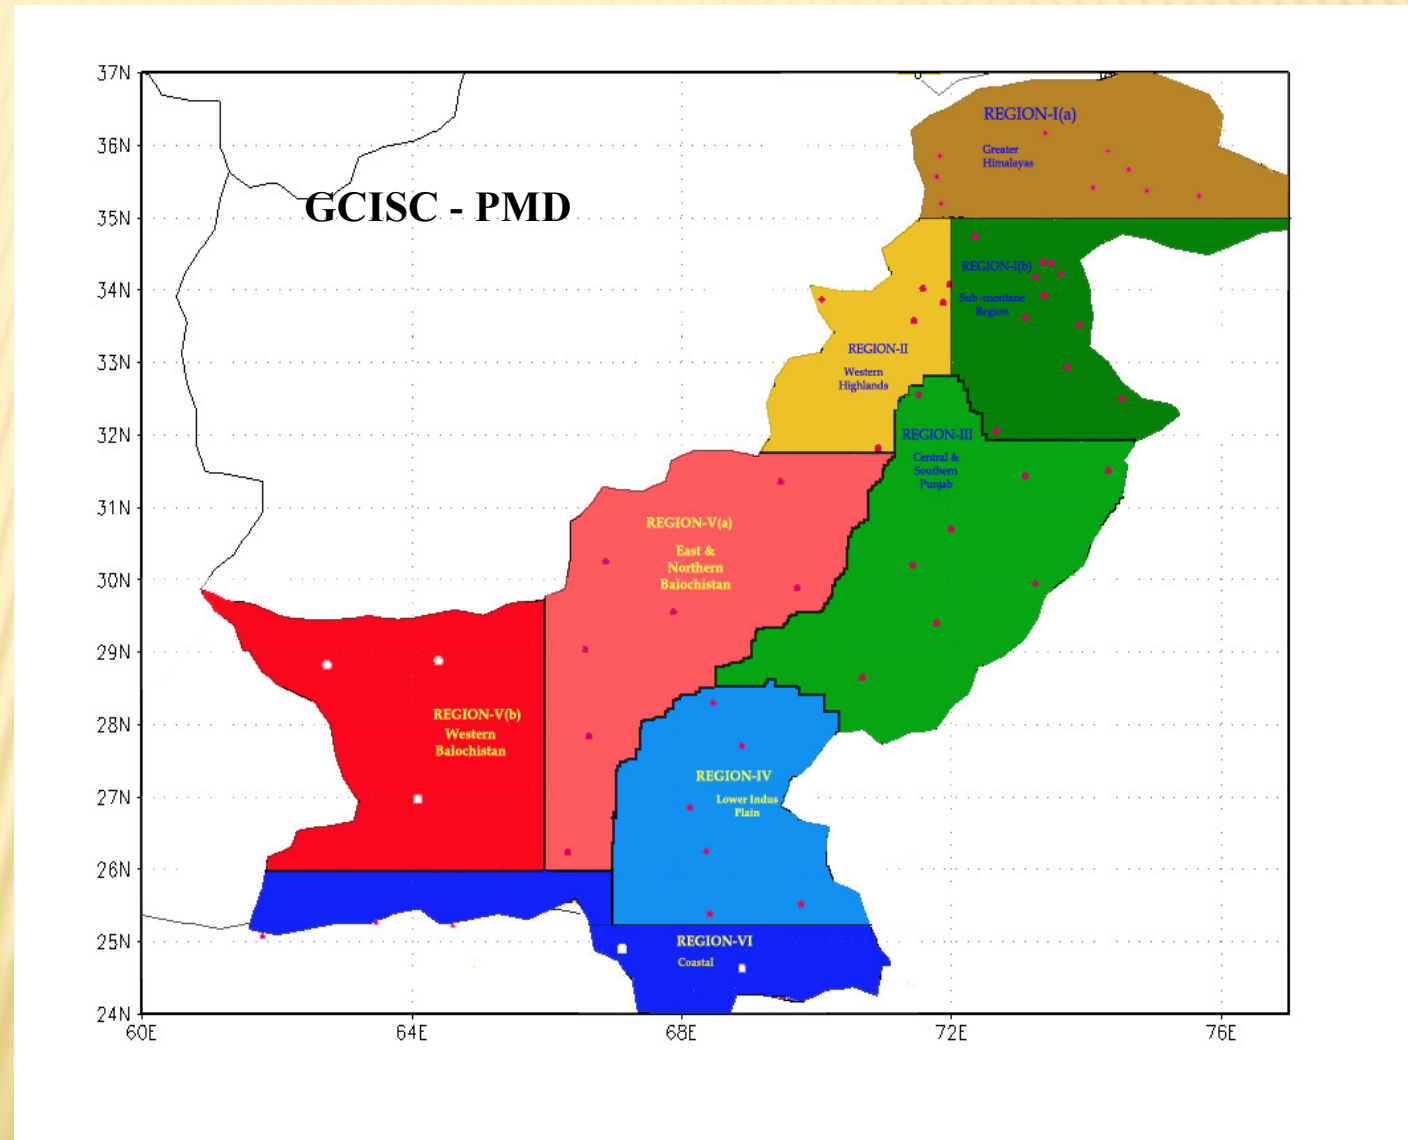 37N
36N
35N
34N
33N
32N
31N
30N
29N
28N
27N
26N
25N
24N
60E
64E
68E
72E
76E
GCISC - PMD
REGION-I(a)
Greater
Himalayas
REGION-I(b)
Sub-montane
Region
REGION-II
Western
Highlands
REGION-III
Central &
Southern
Punjab
REGION-V(a)
East &
Northern
Balochistan
REGION-V(b)
Western
Balochistan
REGION-IV
Lower Indus
Plain
REGION-VI
Coastal